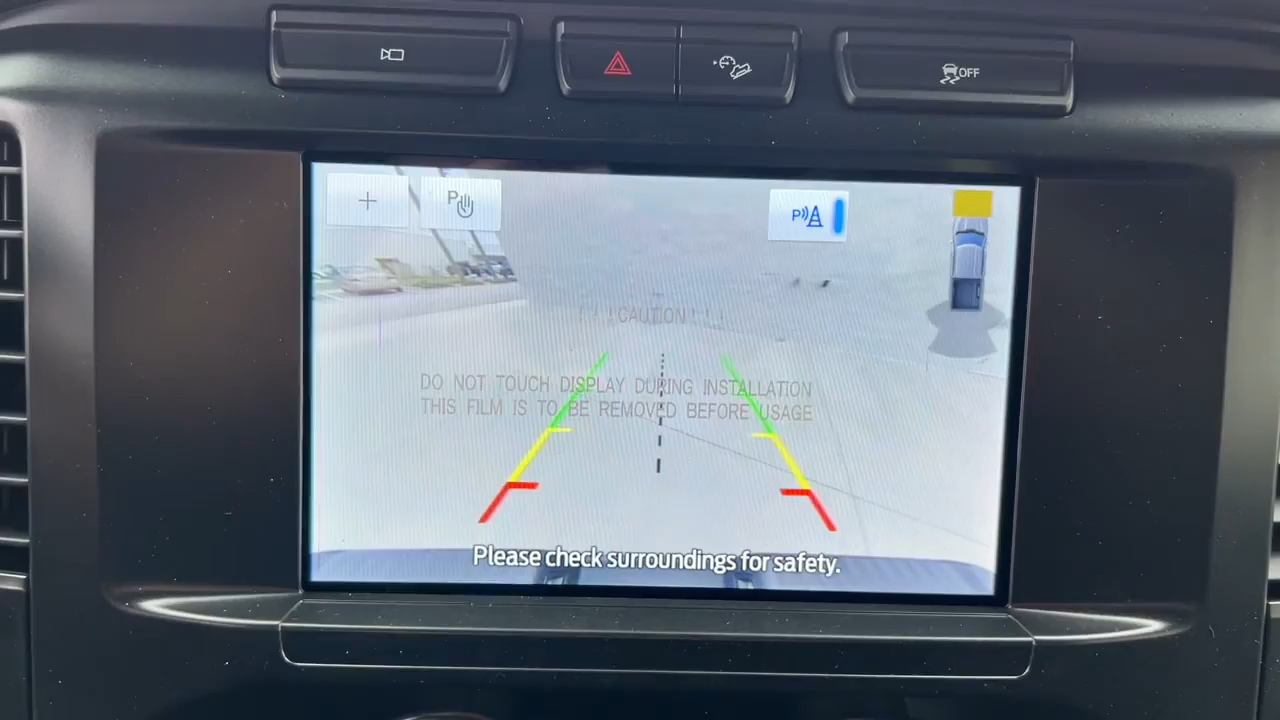 OFF
P
P
! ! ! CAUTION ! ! !
DO NOT TOUCH DISPLAY DURING INSTALLATION
THIS FILM IS TO BE REMOVED BEFORE USAGE
Please check surroundings for safety.